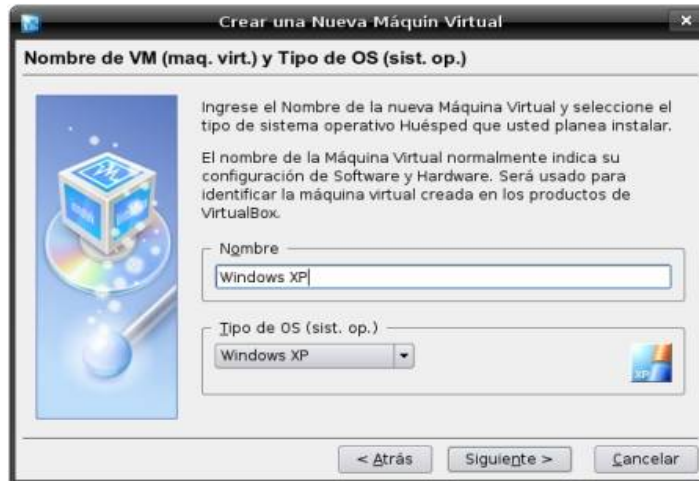 Crear una Nueva Máquin Virtual
Nombre de VM (maq. virt.) y Tipo de OS (sist. op.)
Ingrese el Nombre de la nueva Máquina Virtual y seleccione el
tipo de sistema operativo Huésped que usted planea instalar.
El nombre de la Máquina Virtual normalmente indica su
configuración de Software y Hardware. Será usado para
identificar la máquina virtual creada en los productos de
VirtualBox.
Nombre
Windows XP
Tipo de OS (sist. op.)
Windows XP
XP
< Atrás
Siguiente >
Cancelar